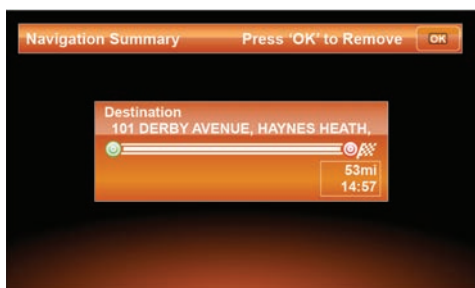 Navigation Summary Press 'OK' to Remove OK
Destination
101 DERBY AVENUE, HAYNES HEATH,
53mi
14:57